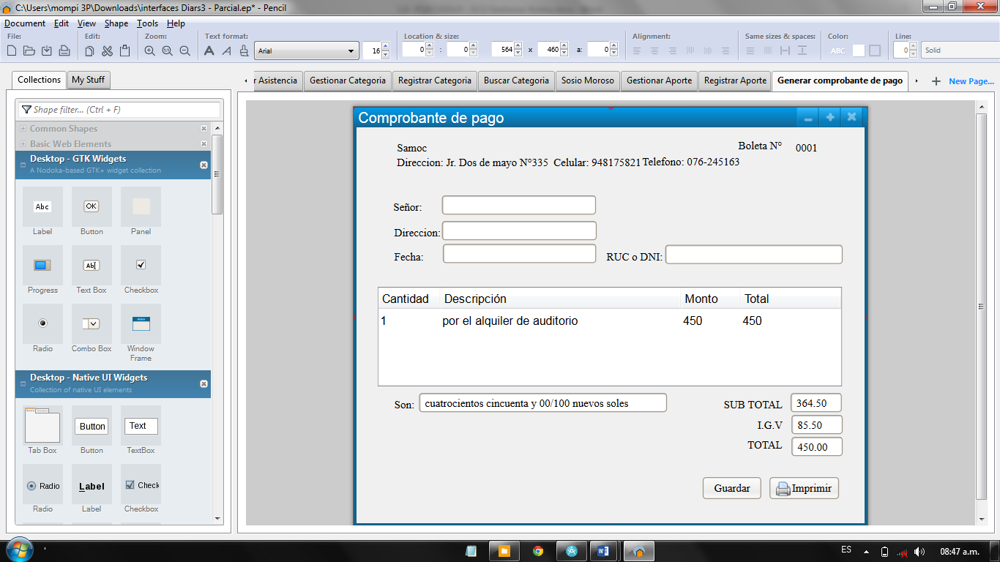 C:\Users\mompi 3P\Downloads\interfaces Diars3 - Parcial.ep* - Pencil
Document Edit View Shape Tools Help
File: Edit: Zoom: Text format: Location & size: Alignment: Same sizes & spaces: Color: Line:
1:1 A A Arial 16 0 : 0 564 x 460 a: 0 ABC 0 Solid
Collections My Stuff
r Asistencia Gestionar Categoria Registrar Categoria Buscar Categoria Sosio Moroso Gestionar Aporte Registrar Aporte Generar comprobante de pago New Page...
Shape filter... (Ctrl + F)
Common Shapes
Basic Web Elements
Desktop - GTK Widgets
A Nodoka-based GTK+ widget collection
Abc OK
Label Button Panel
Ab
Progress Text Box Checkbox
Radio Combo Box Window Frame
Desktop - Native UI Widgets
Collection of native UI elements
Button Text
Tab Box Button TextBox
Radio Label Check
Radio Label Checkbox
Comprobante de pago
Samoc Boleta N° 0001
Direccion: Jr. Dos de mayo N°335 Celular: 948175821 Telefono: 076-245163
Señor:
Direccion:
Fecha: RUC o DNI:
Cantidad Descripción Monto Total
1 por el alquiler de auditorio 450 450
Son: cuatrocientos cincuenta y 00/100 nuevos soles SUB TOTAL 364.50
I.G.V 85.50
TOTAL 450.00
Guardar Imprimir
ES 08:47 a.m.